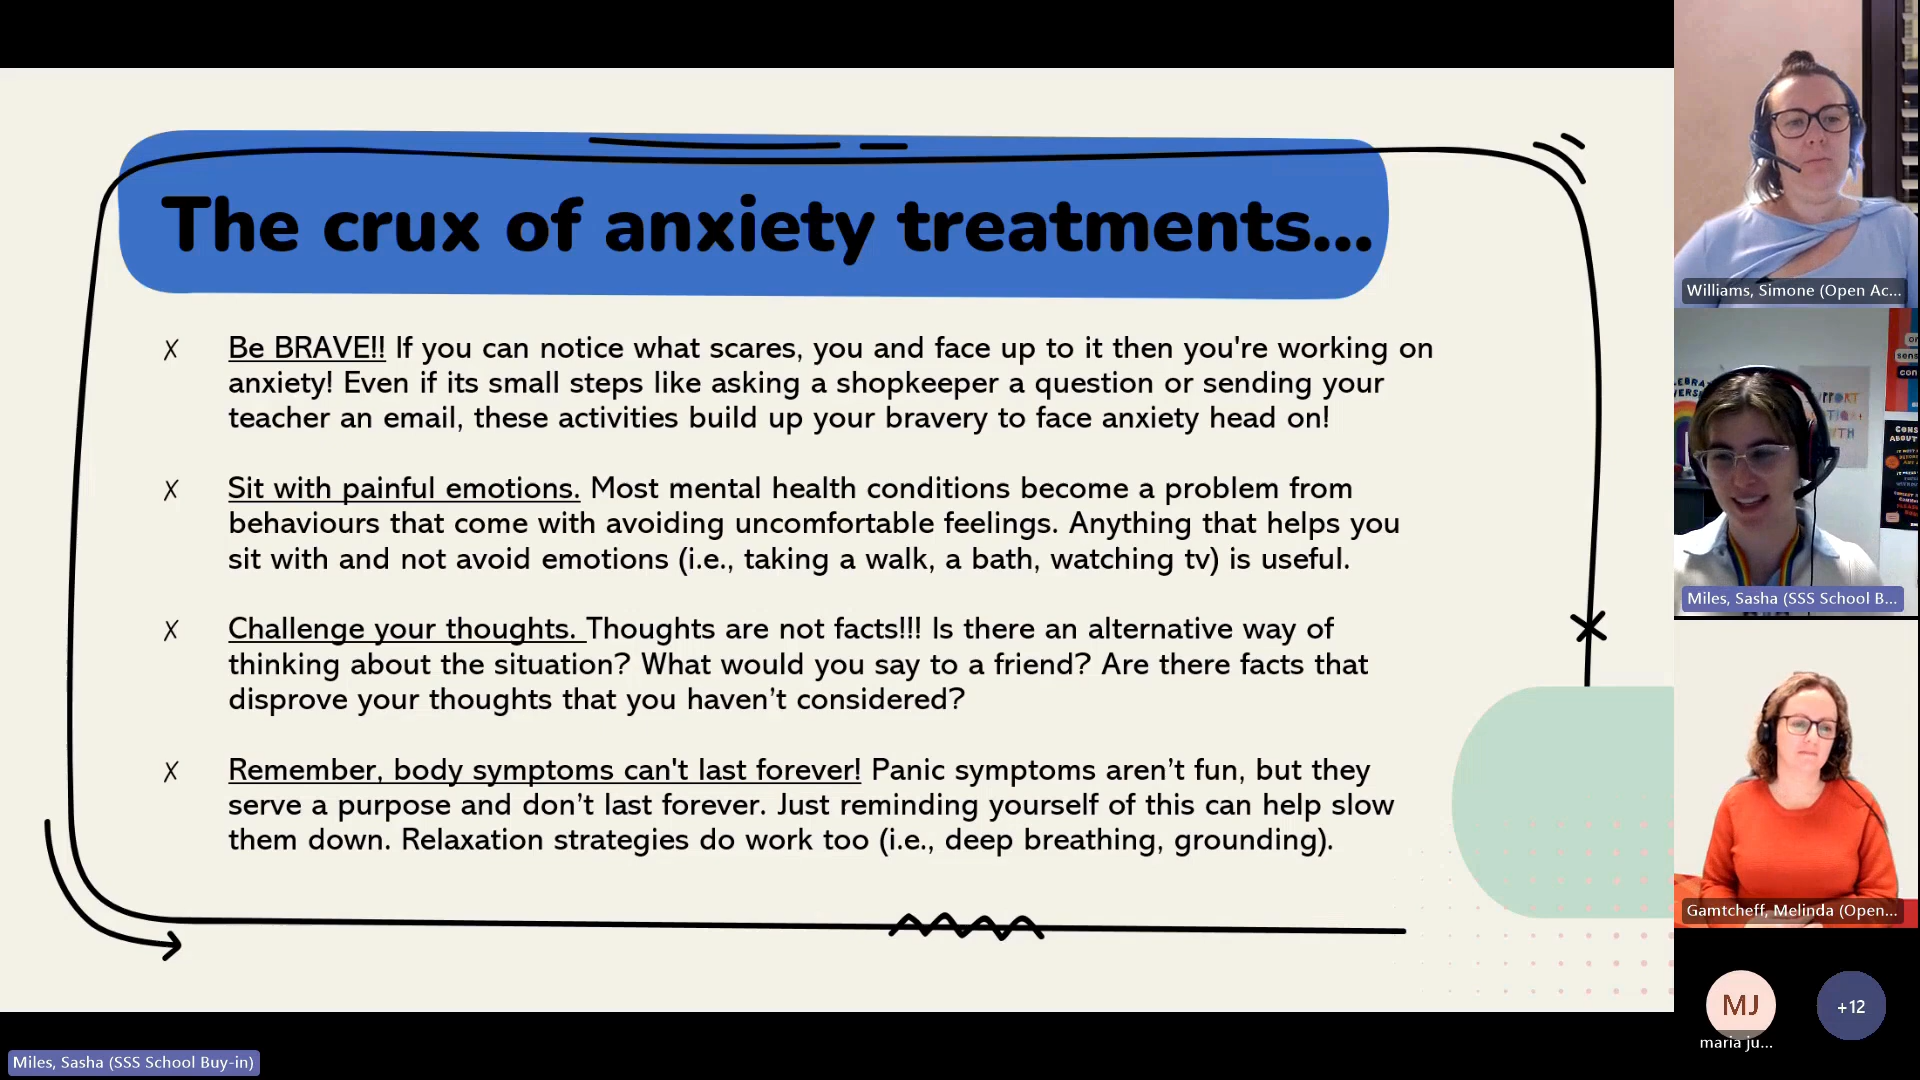 The crux of anxiety treatments...
X Be BRAVE!! If you can notice what scares, you and face up to it then you're working on
anxiety! Even if its small steps like asking a shopkeeper a question or sending your
teacher an email, these activities build up your bravery to face anxiety head on!
X Sit with painful emotions. Most mental health conditions become a problem from
behaviours that come with avoiding uncomfortable feelings. Anything that helps you
sit with and not avoid emotions (i.e., taking a walk, a bath, watching tv) is useful.
X Challenge your thoughts. Thoughts are not facts!!! Is there an alternative way of
thinking about the situation? What would you say to a friend? Are there facts that
disprove your thoughts that you haven’t considered?
X Remember, body symptoms can't last forever! Panic symptoms aren’t fun, but they
serve a purpose and don’t last forever. Just reminding yourself of this can help slow
them down. Relaxation strategies do work too (i.e., deep breathing, grounding).
Williams, Simone (Open Ac...
Miles, Sasha (SSS School B...
Gamtcheff, Melinda (Open...
MJ
+12
maria ju...
Miles, Sasha (SSS School Buy-in)